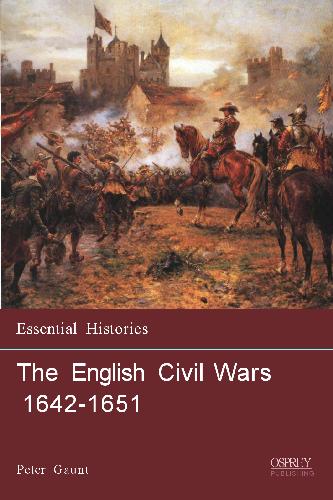 Essential Histories
The English Civil Wars
1642-1651
Peter Gaunt
OSPREY
PUBLISHING